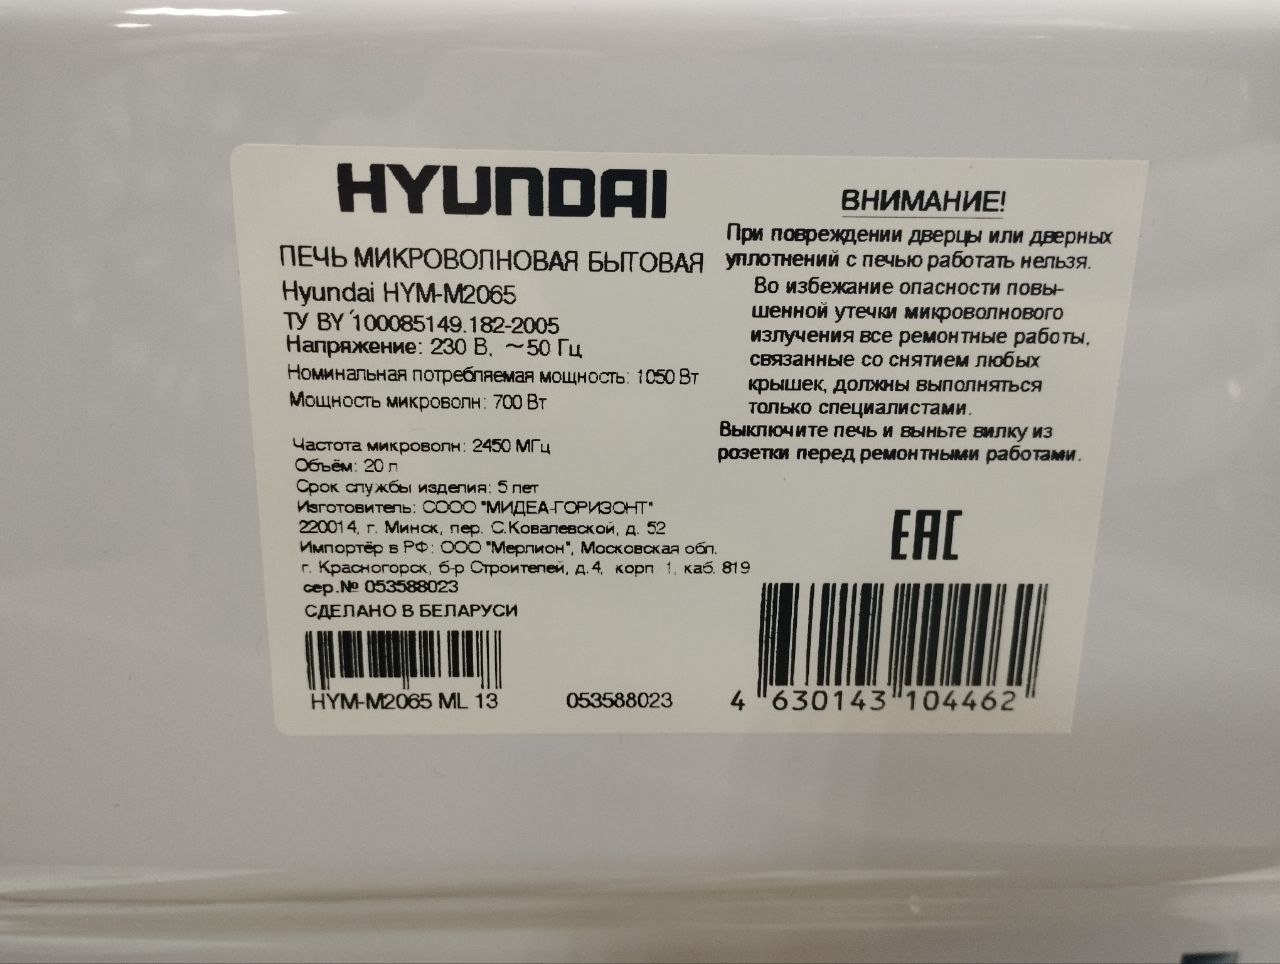 HYUNDAI
ПЕЧЬ МИКРОВОЛНОВАЯ БЫТОВАЯ
Hyundai HYM-M2065
ТУ BY 100085149.182-2005
Напряжение: 230 В, ~50 Гц
Номинальная потребляемая мощность: 1050 Вт
Мощность микроволн: 700 Вт
Частота микроволн: 2450 МГц
Объём: 20 л
Срок службы изделия: 5 лет
Изготовитель: СООО "МИДЕА-ГОРИЗОНТ"
220014, г. Минск, пер. С.Ковалевской, д. 52
Импортёр в РФ: ООО "Мерлион", Московская обл.
г. Красногорск, б-р Строителей, д.4, корп 1, каб. 819
сер.№ 053588023
СДЕЛАНО В БЕЛАРУСИ
HYM-M2065 ML 13 053588023
ВНИМАНИЕ!
При повреждении дверцы или дверных
уплотнений с печью работать нельзя.
Во избежание опасности повы-
шенной утечки микроволнового
излучения все ремонтные работы,
связанные со снятием любых
крышек, должны выполняться
только специалистами.
Выключите печь и выньте вилку из
розетки перед ремонтными работами.
EAC
4 630143 104462